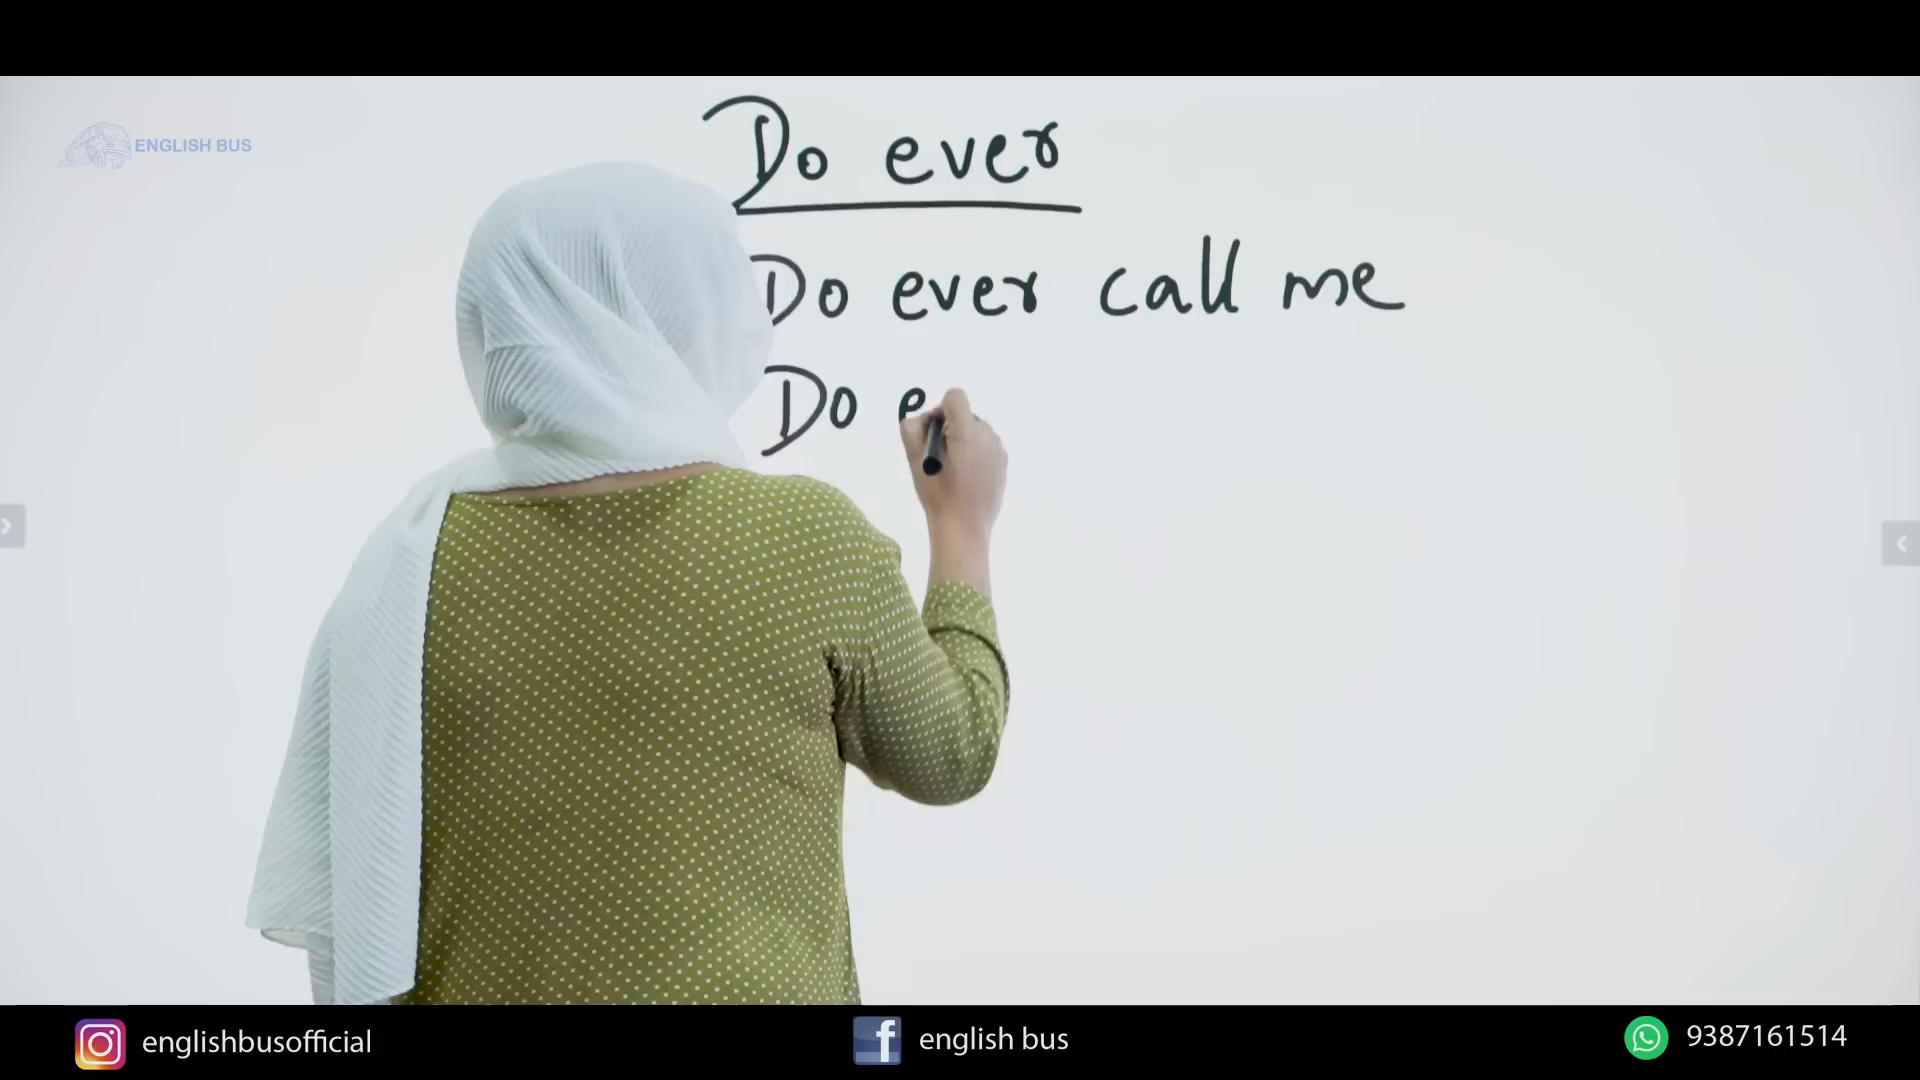 ENGLISH BUS
Do ever
Do ever call me
Do e
englishbusofficial
english bus
9387161514